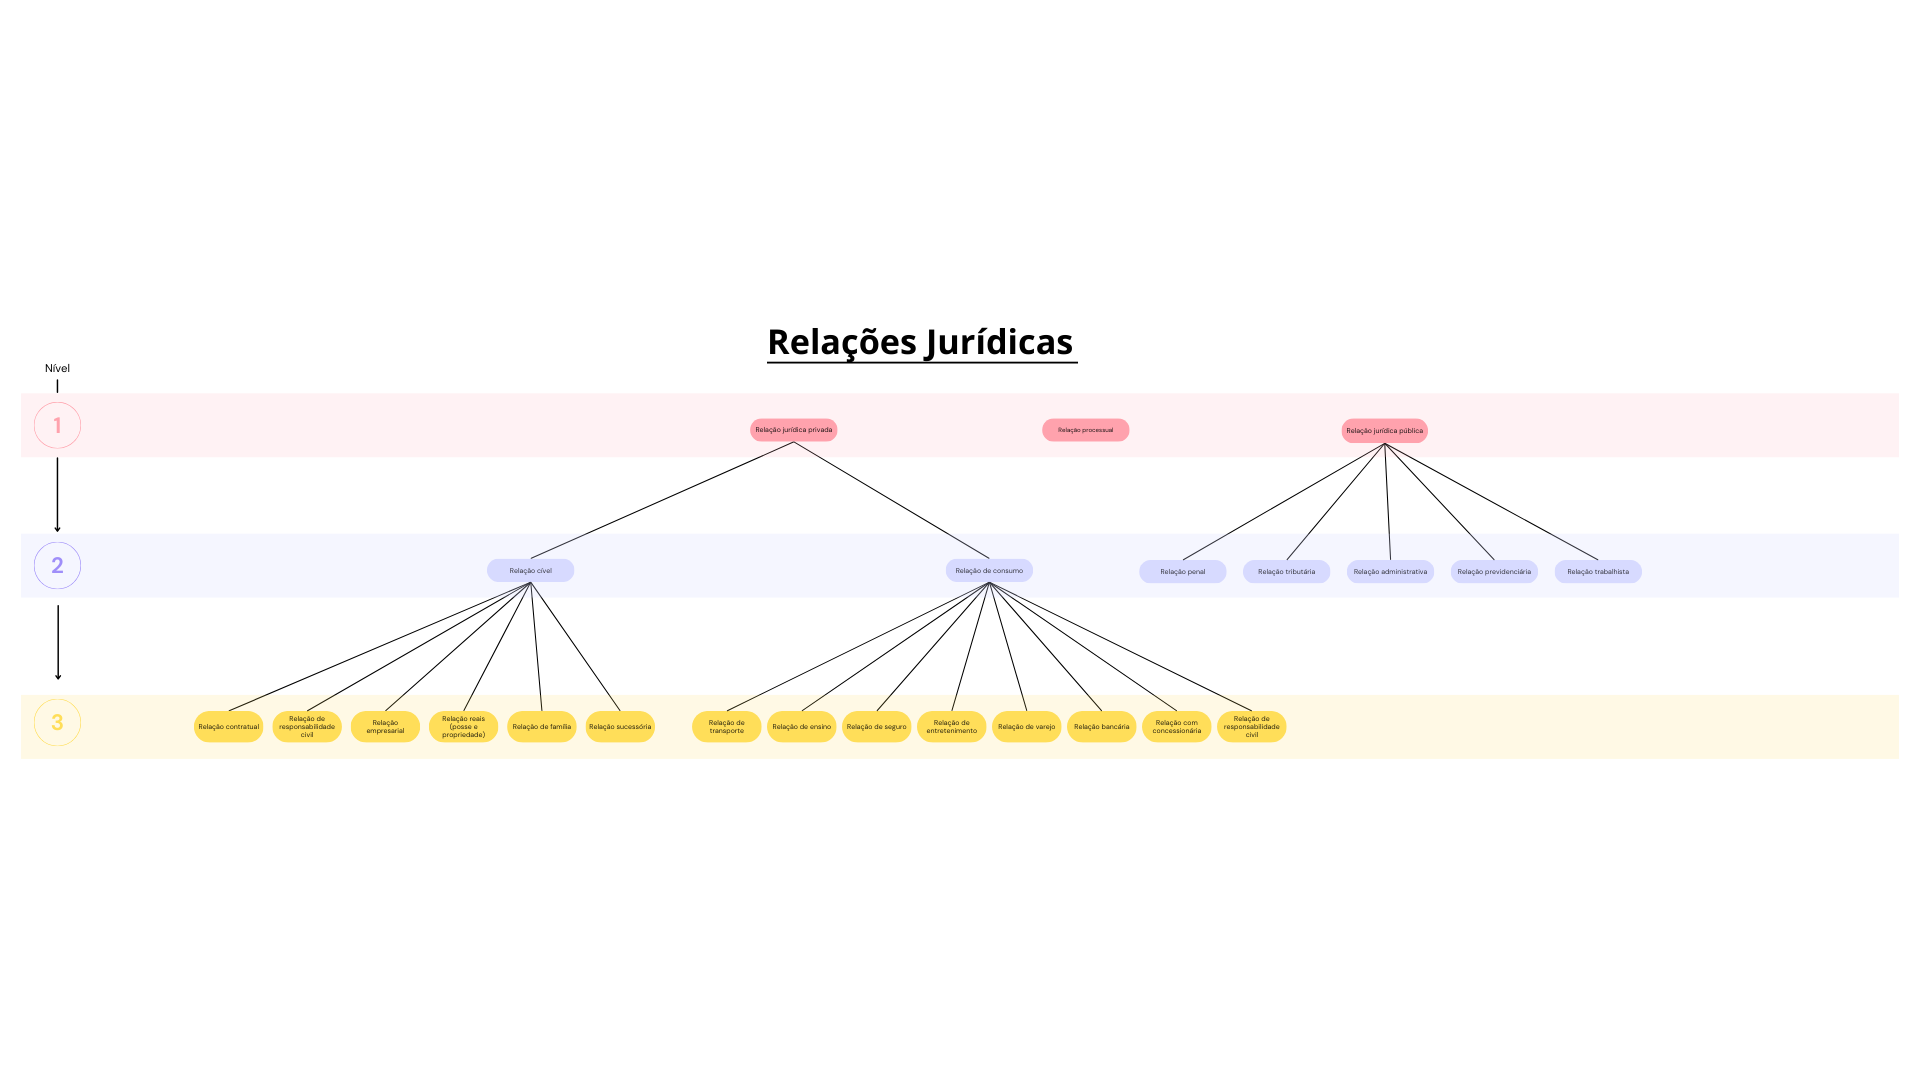 Relações Jurídicas
Nível
1
Relação jurídica privada
Relação processual
Relação jurídica pública
2
Relação cível
Relação de consumo
Relação penal
Relação tributária
Relação administrativa
Relação previdenciária
Relação trabalhista
3
Relação contratual
Relação de
responsabilidade
civil
Relação
empresarial
Relação reais
(posse e
propriedade)
Relação de família
Relação sucessória
Relação de
transporte
Relação de ensino
Relação de seguro
Relação de
entretenimento
Relação de varejo
Relação bancária
Relação com
concessionária
Relação de
responsabilidade
civil